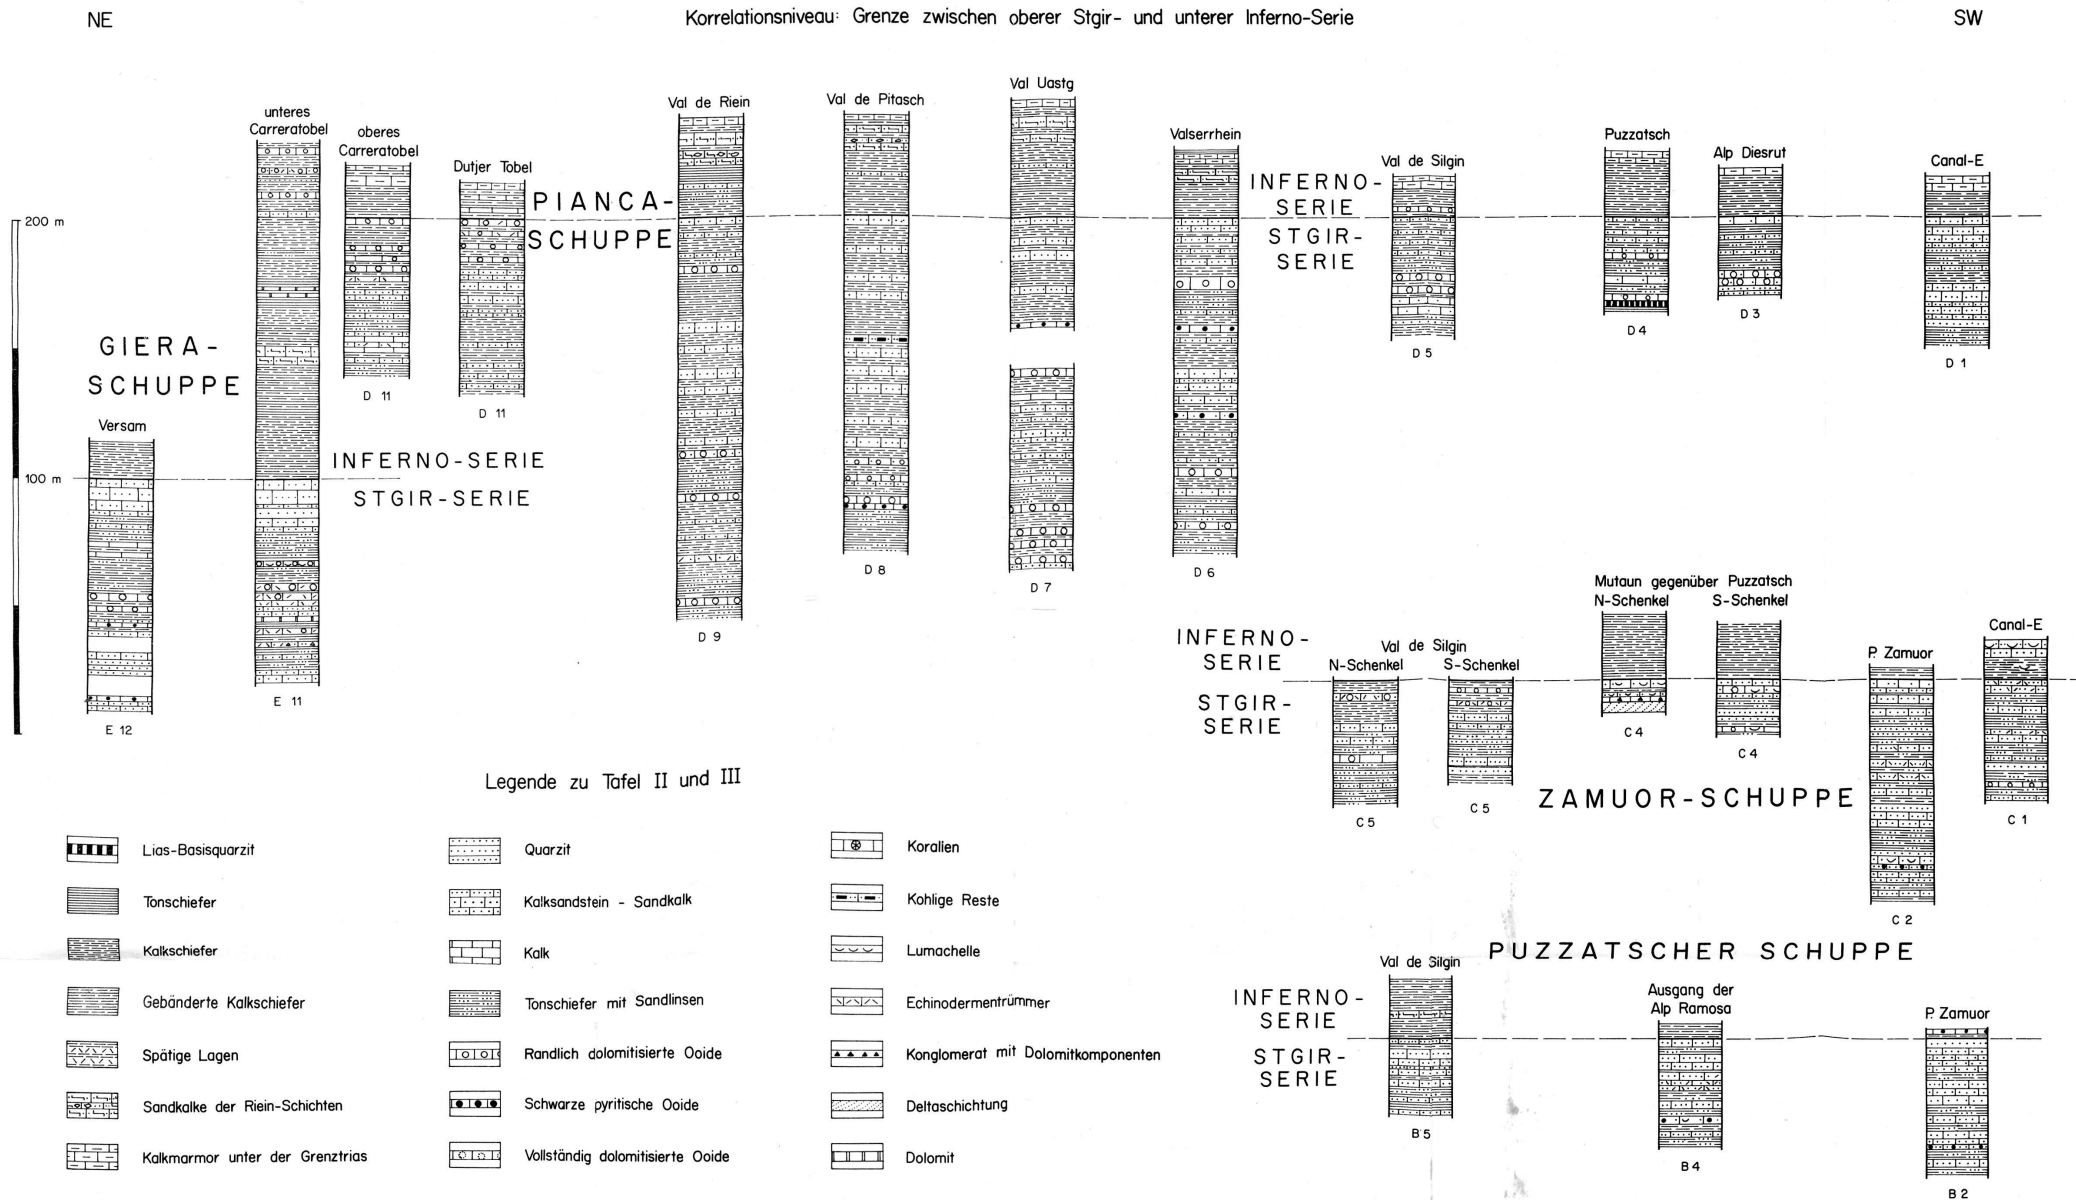 NE
Korrelationsniveau: Grenze zwischen oberer Stgir- und unterer Inferno-Serie
SW
200 m
100 m
GIERA-
SCHUPPE
Versam
E 12
unteres
Carreratobel
E 11
oberes
Carreratobel
D 11
Dutjer Tobel
D 11
INFERNO-SERIE
STGIR-SERIE
PIANCA-
SCHUPPE
Val de Riein
D 9
Val de Pitasch
D 8
Val Uastg
D 7
Valserrhein
D 6
INFERNO-
SERIE
STGIR-
SERIE
Val de Silgin
D 5
Puzzatsch
D 4
Alp Diesrut
D 3
Canal-E
D 1
INFERNO-
SERIE
STGIR-
SERIE
Val de Silgin
N-Schenkel
S-Schenkel
C 5
C 5
Mutaun gegenüber Puzzatsch
N-Schenkel
S-Schenkel
C 4
C 4
P. Zamuor
C 2
Canal-E
C 1
ZAMUOR-SCHUPPE
PUZZATSCHER SCHUPPE
INFERNO-
SERIE
STGIR-
SERIE
Val de Silgin
B 5
Ausgang der
Alp Ramosa
B 4
P. Zamuor
B 2
Legende zu Tafel II und III
Lias-Basisquarzit
Tonschiefer
Kalkschiefer
Gebänderte Kalkschiefer
Spätige Lagen
Sandkalke der Riein-Schichten
Kalkmarmor unter der Grenztrias
Quarzit
Kalksandstein - Sandkalk
Kalk
Tonschiefer mit Sandlinsen
Randlich dolomitisierte Ooide
Schwarze pyritische Ooide
Vollständig dolomitisierte Ooide
Koralien
Kohlige Reste
Lumachelle
Echinodermentrümmer
Konglomerat mit Dolomitkomponenten
Deltaschichtung
Dolomit